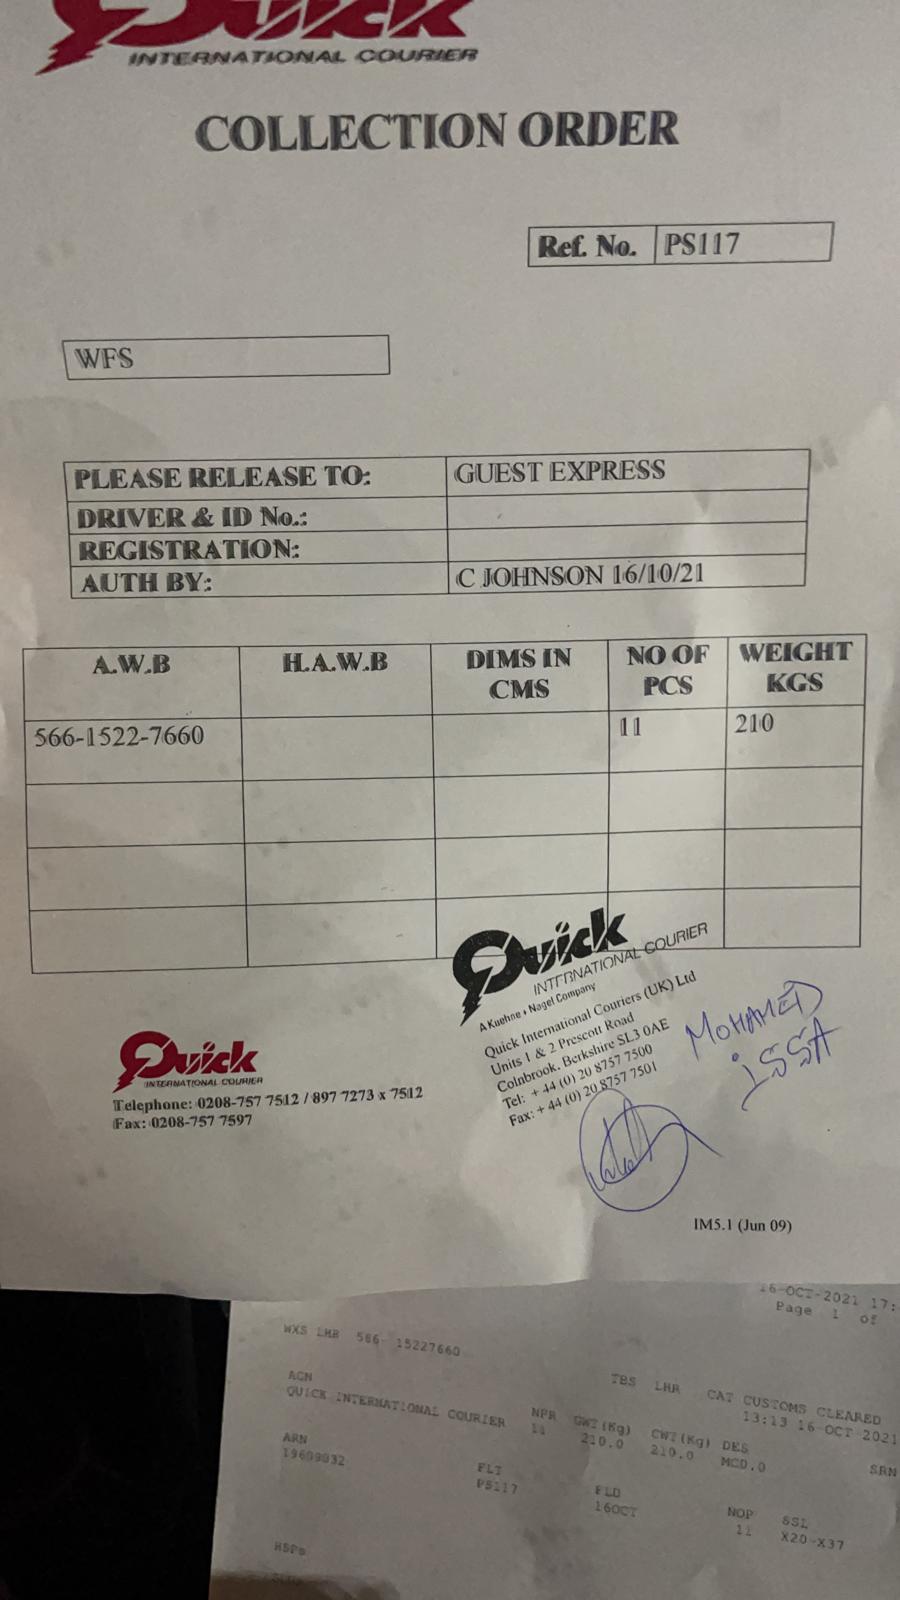 Quick
INTERNATIONAL COURIER
COLLECTION ORDER
Ref. No. PS117
WFS
PLEASE RELEASE TO: GUEST EXPRESS
DRIVER & ID No.:
REGISTRATION:
AUTH BY: C JOHNSON 16/10/21
A.W.B H.A.W.B DIMS IN CMS NO OF PCS WEIGHT KGS
566-1522-7660 11 210
Quick
INTERNATIONAL COURIER
A Kuehne + Nagel Company
Quick International Couriers (UK) Ltd
Units 1 & 2 Prescott Road
Colnbrook. Berkshire SL3 0AE
Tel: + 44 (0) 20 8757 7500
Fax: + 44 (0) 20 8757 7501
MOHAMED
ISSA
Quick
INTERNATIONAL COURIER
Telephone: 0208-757 7512 / 897 7273 x 7512
Fax: 0208-757 7597
IM5.1 (Jun 09)
16-OCT-2021 17:
Page 1 of
WXS LHR 566- 15227660
TBS LHR CAT CUSTOMS CLEARED
13:13 16-OCT-2021
AGN
QUICK INTERNATIONAL COURIER
NPR GWT(Kg) CWT(Kg) DES SRN
11 210.0 210.0 MCD.0
ARN FLT FLD NOP SSL
19609032 PS117 16OCT 11 X20-X37
HSPs